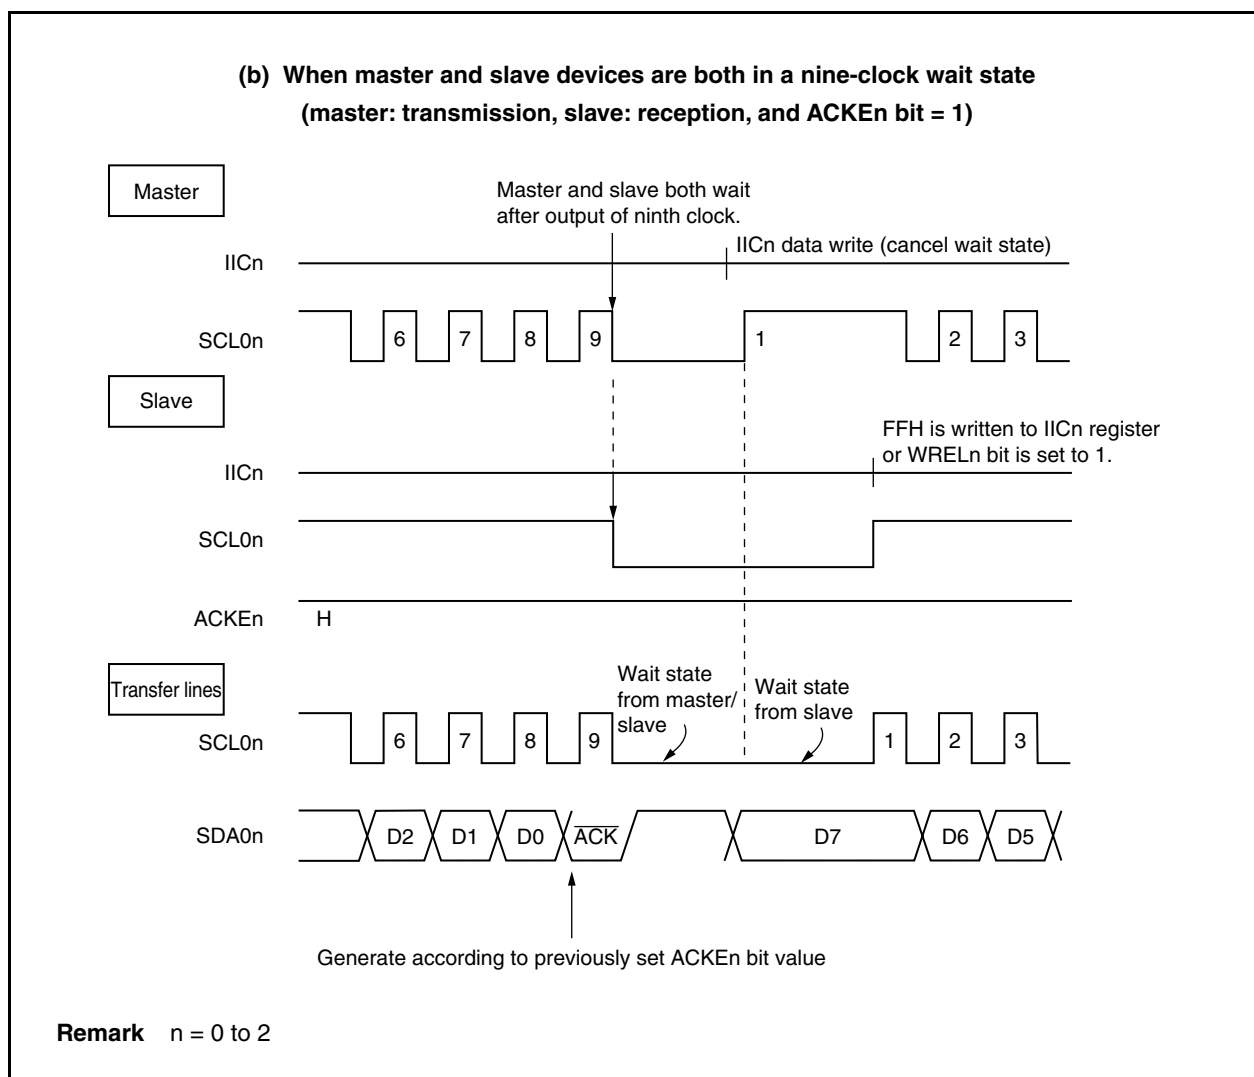 (b) When master and slave devices are both in a nine-clock wait state
(master: transmission, slave: reception, and ACKEn bit = 1)
Master
Master and slave both wait
after output of ninth clock.
IICn data write (cancel wait state)
IICn
SCL0n
6 7 8 9 1 2 3
Slave
FFH is written to IICn register
or WRELn bit is set to 1.
IICn
SCL0n
ACKEn
H
Transfer lines
Wait state
from master/
slave
Wait state
from slave
SCL0n
6 7 8 9 1 2 3
SDA0n
D2 D1 D0 ACK D7 D6 D5
Generate according to previously set ACKEn bit value
Remark n = 0 to 2